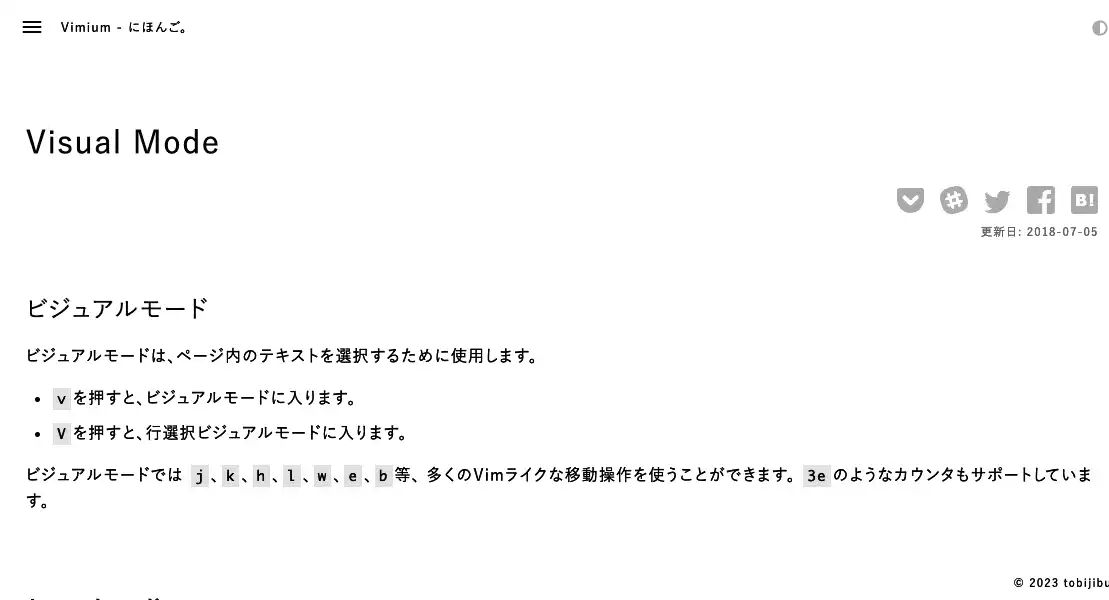 Vimium - にほんご。
Visual Mode
B!
更新日: 2018-07-05
ビジュアルモード
ビジュアルモードは、ページ内のテキストを選択するために使用します。
• vを押すと、ビジュアルモードに入ります。
• Vを押すと、行選択ビジュアルモードに入ります。
ビジュアルモードでは j、k、h、l、w、e、b等、多くのVimライクな移動操作を使うことができます。3eのようなカウンタもサポートしていま
す。
© 2023 tobijibu